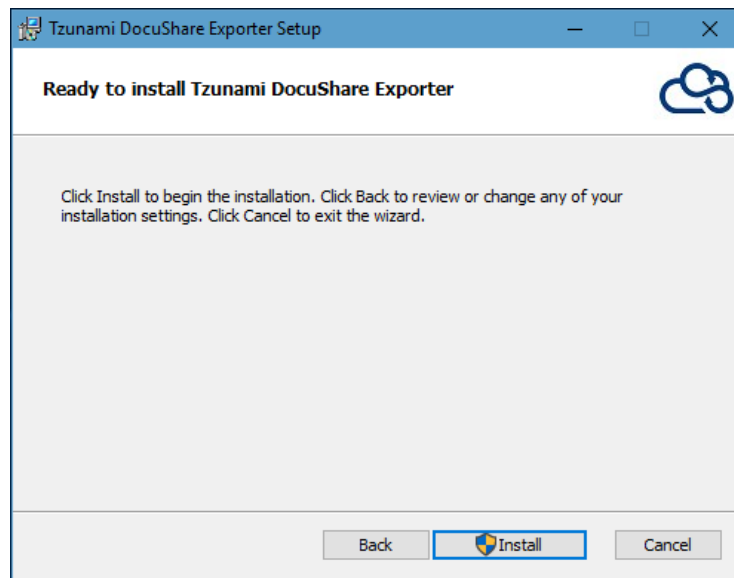 Tzunami DocuShare Exporter Setup
Ready to install Tzunami DocuShare Exporter
Click Install to begin the installation. Click Back to review or change any of your
installation settings. Click Cancel to exit the wizard.
Back
Install
Cancel